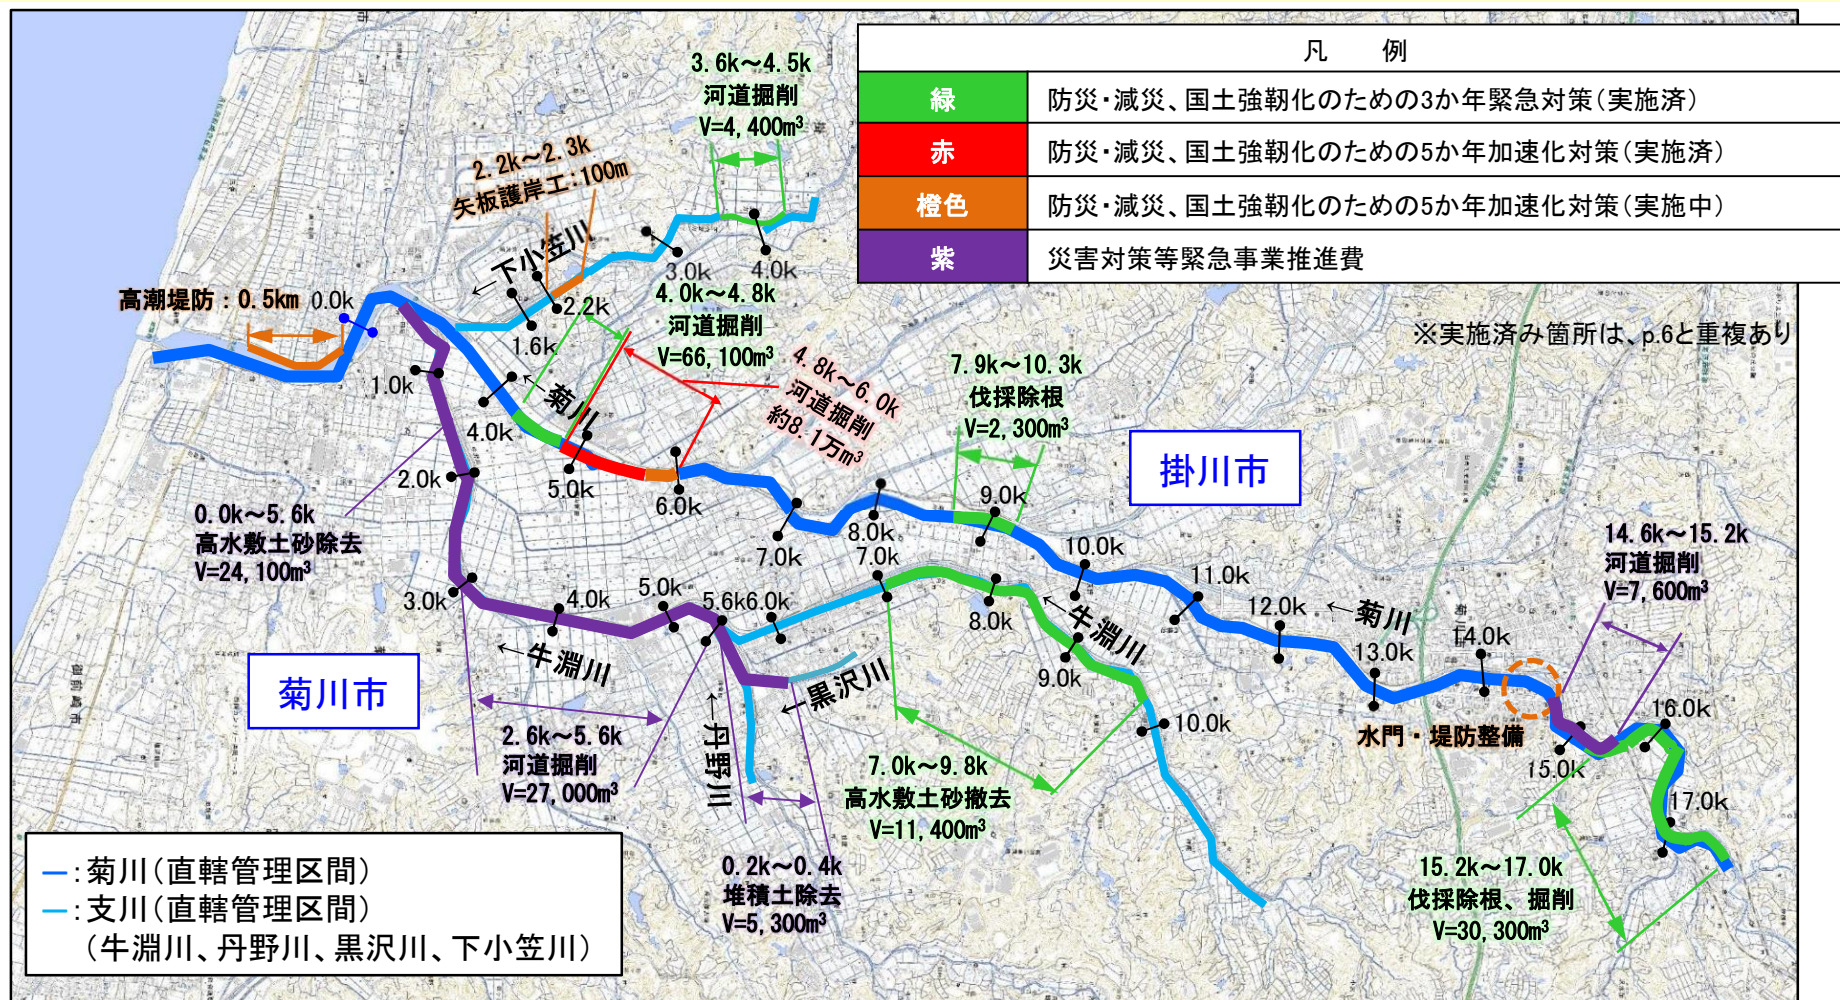 凡 例
緑 防災・減災、国土強靭化のための3か年緊急対策(実施済)
赤 防災・減災、国土強靭化のための5か年加速化対策(実施済)
橙色 防災・減災、国土強靭化のための5か年加速化対策(実施中)
紫 災害対策等緊急事業推進費
※実施済み箇所は、p.6と重複あり
3.6k~4.5k
河道掘削
V=4,400m³
2.2k~2.3k
矢板護岸工:100m
←下小笠川
3.0k
4.0k
2.2k
1.6k
高潮堤防:0.5km
0.0k
4.0k~4.8k
河道掘削
V=66,100m³
4.8k~6.0k
河道掘削
約8.1万m³
←菊川
1.0k
4.0k
5.0k
6.0k
7.0k
8.0k
7.9k~10.3k
伐採除根
V=2,300m³
9.0k
掛川市
2.0k
0.0k~5.6k
高水敷土砂除去
V=24,100m³
3.0k
4.0k
5.0k
5.6k
6.0k
7.0k
8.0k
9.0k
10.0k
10.0k
11.0k
12.0k
←菊川
13.0k
14.0k
14.6k~15.2k
河道掘削
V=7,600m³
←牛淵川
←牛淵川
←黒沢川
←丹野川
菊川市
2.6k~5.6k
河道掘削
V=27,000m³
7.0k~9.8k
高水敷土砂撤去
V=11,400m³
水門・堤防整備
15.0k
16.0k
17.0k
0.2k~0.4k
堆積土除去
V=5,300m³
15.2k~17.0k
伐採除根、掘削
V=30,300m³
:菊川(直轄管理区間)
:支川(直轄管理区間)
(牛淵川、丹野川、黒沢川、下小笠川)
御前崎市